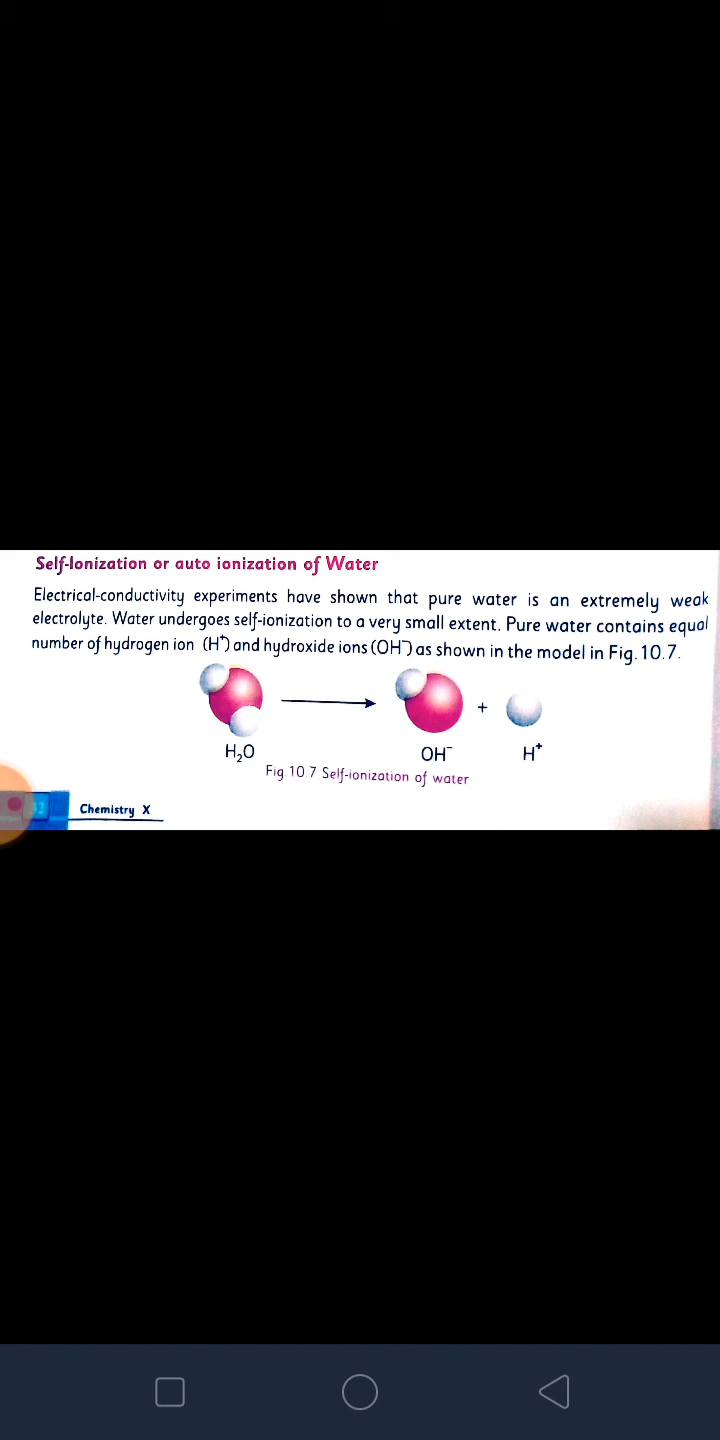 Self-Ionization or auto ionization of Water
Electrical-conductivity experiments have shown that pure water is an extremely weak
electrolyte. Water undergoes self-ionization to a very small extent. Pure water contains equal
number of hydrogen ion (H⁺) and hydroxide ions (OH⁻) as shown in the model in Fig. 10.7.
+
H₂O OH⁻ H⁺
Fig. 10.7 Self-ionization of water
Chemistry X